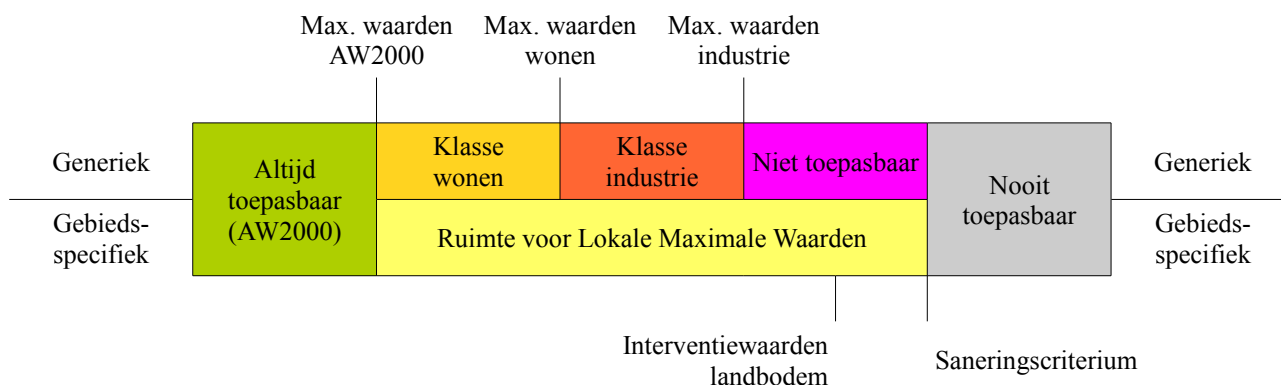 Max. waarden
AW2000
Max. waarden
wonen
Max. waarden
industrie
Generiek
Gebieds-
specifiek
Altijd
toepasbaar
(AW2000)
Klasse
wonen
Klasse
industrie
Niet toepasbaar
Ruimte voor Lokale Maximale Waarden
Nooit
toepasbaar
Generiek
Gebieds-
specifiek
Interventiewaarden
landbodem
Saneringscriterium